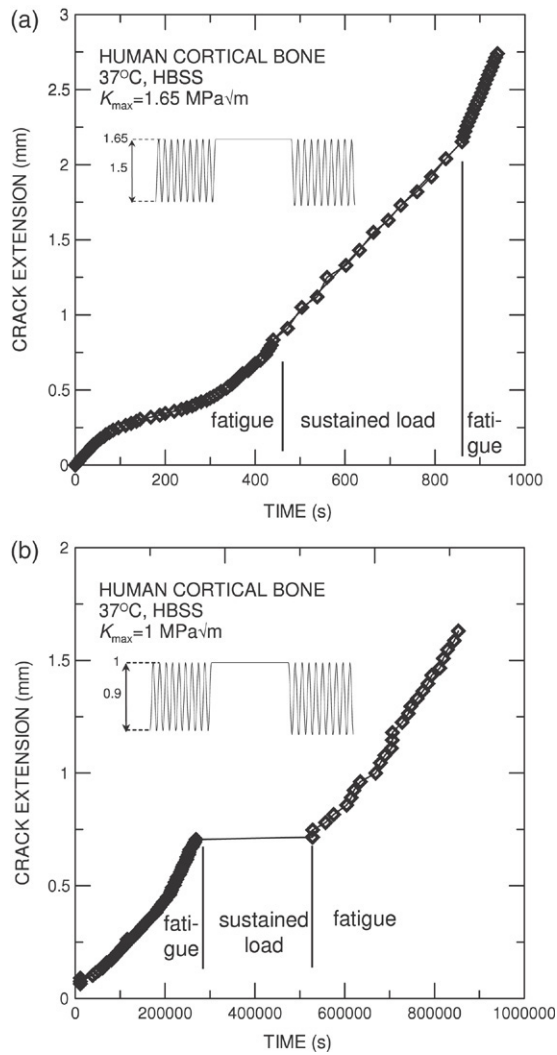 (a)
3
2.5
2
1.5
1
0.5
0
CRACK EXTENSION (mm)
HUMAN CORTICAL BONE
37°C, HBSS
Kmax=1.65 MPa√m
1.65
1.5
fatigue
sustained load
fati-
gue
0 200 400 600 800 1000
TIME (s)
(b)
2
1.5
1
0.5
0
CRACK EXTENSION (mm)
HUMAN CORTICAL BONE
37°C, HBSS
Kmax=1 MPa√m
1
0.9
fati-
gue
sustained
load
fatigue
0 200000 400000 600000 800000 1000000
TIME (s)